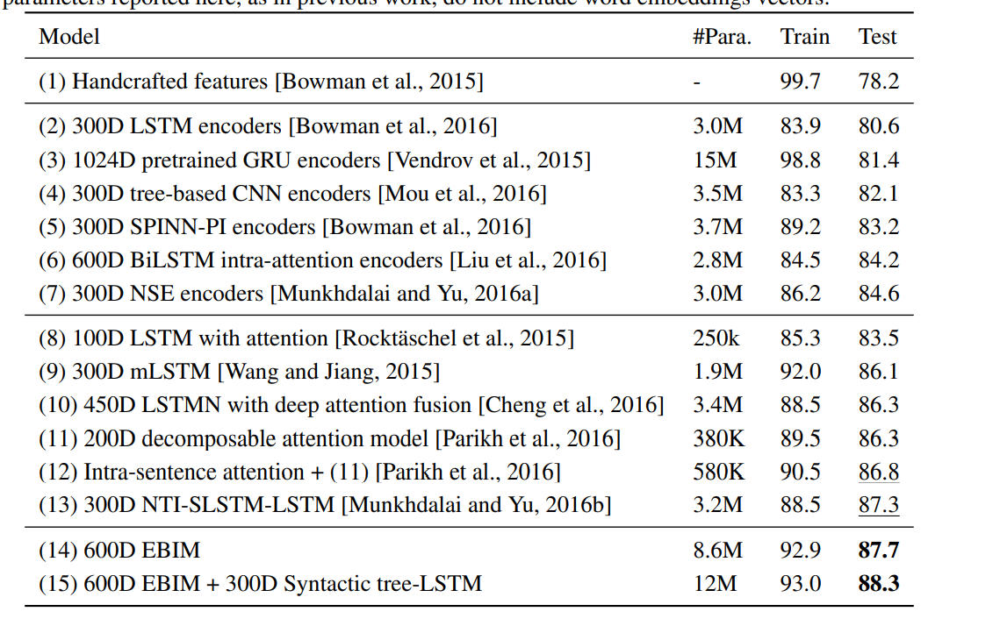 parameters reported here, as in previous work, do not include word embeddings vectors.
Model #Para. Train Test
(1) Handcrafted features [Bowman et al., 2015] - 99.7 78.2
(2) 300D LSTM encoders [Bowman et al., 2016] 3.0M 83.9 80.6
(3) 1024D pretrained GRU encoders [Vendrov et al., 2015] 15M 98.8 81.4
(4) 300D tree-based CNN encoders [Mou et al., 2016] 3.5M 83.3 82.1
(5) 300D SPINN-PI encoders [Bowman et al., 2016] 3.7M 89.2 83.2
(6) 600D BiLSTM intra-attention encoders [Liu et al., 2016] 2.8M 84.5 84.2
(7) 300D NSE encoders [Munkhdalai and Yu, 2016a] 3.0M 86.2 84.6
(8) 100D LSTM with attention [Rocktäschel et al., 2015] 250k 85.3 83.5
(9) 300D mLSTM [Wang and Jiang, 2015] 1.9M 92.0 86.1
(10) 450D LSTMN with deep attention fusion [Cheng et al., 2016] 3.4M 88.5 86.3
(11) 200D decomposable attention model [Parikh et al., 2016] 380K 89.5 86.3
(12) Intra-sentence attention + (11) [Parikh et al., 2016] 580K 90.5 86.8
(13) 300D NTI-SLSTM-LSTM [Munkhdalai and Yu, 2016b] 3.2M 88.5 87.3
(14) 600D EBIM 8.6M 92.9 87.7
(15) 600D EBIM + 300D Syntactic tree-LSTM 12M 93.0 88.3